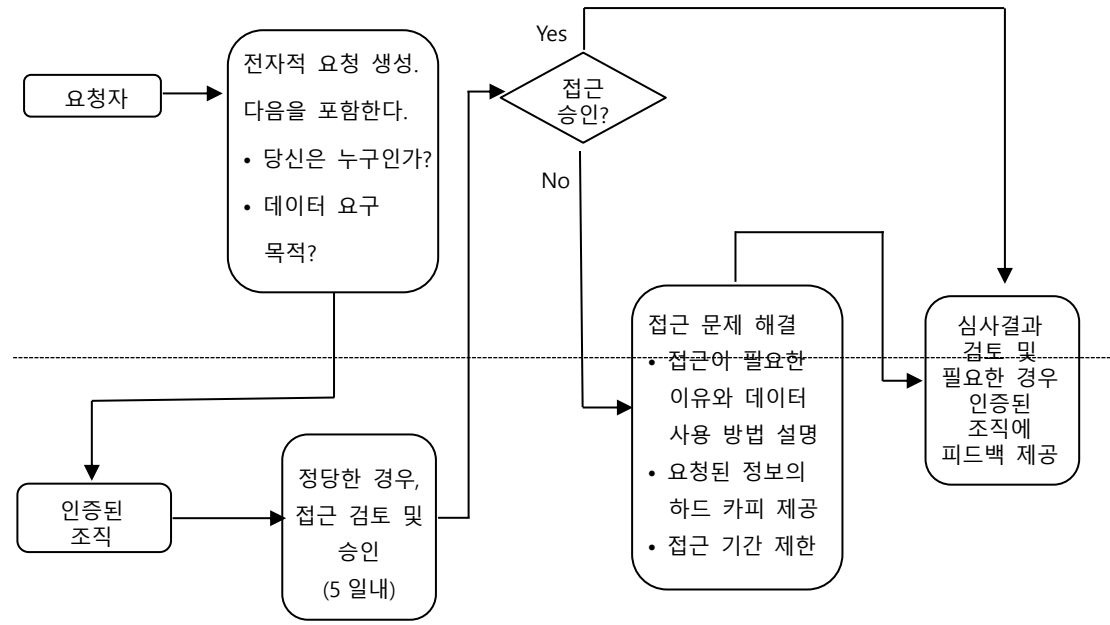 요청자
전자적 요청 생성.
다음을 포함한다.
• 당신은 누구인가?
• 데이터 요구
목적?
인증된
조직
정당한 경우,
접근 검토 및
승인
(5 일내)
접근
승인?
Yes
No
접근 문제 해결
• 접근이 필요한
이유와 데이터
사용 방법 설명
• 요청된 정보의
하드 카피 제공
• 접근 기간 제한
심사결과
검토 및
필요한 경우
인증된
조직에
피드백 제공